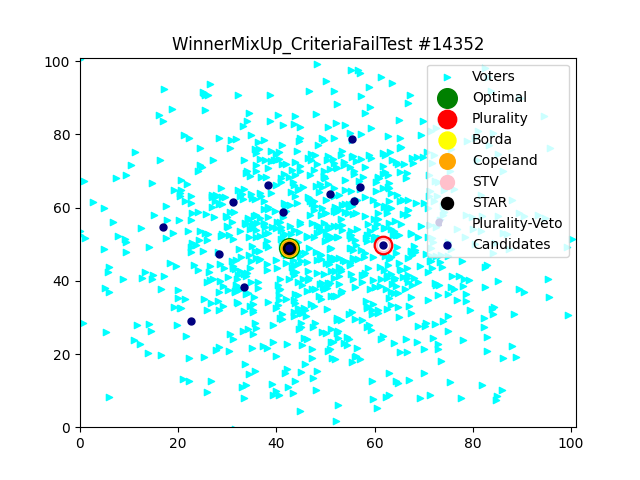 WinnerMixUp_CriteriaFailTest #14352
100
80
60
40
20
0
0
20
40
60
80
100
Voters
Optimal
Plurality
Borda
Copeland
STV
STAR
Plurality-Veto
Candidates